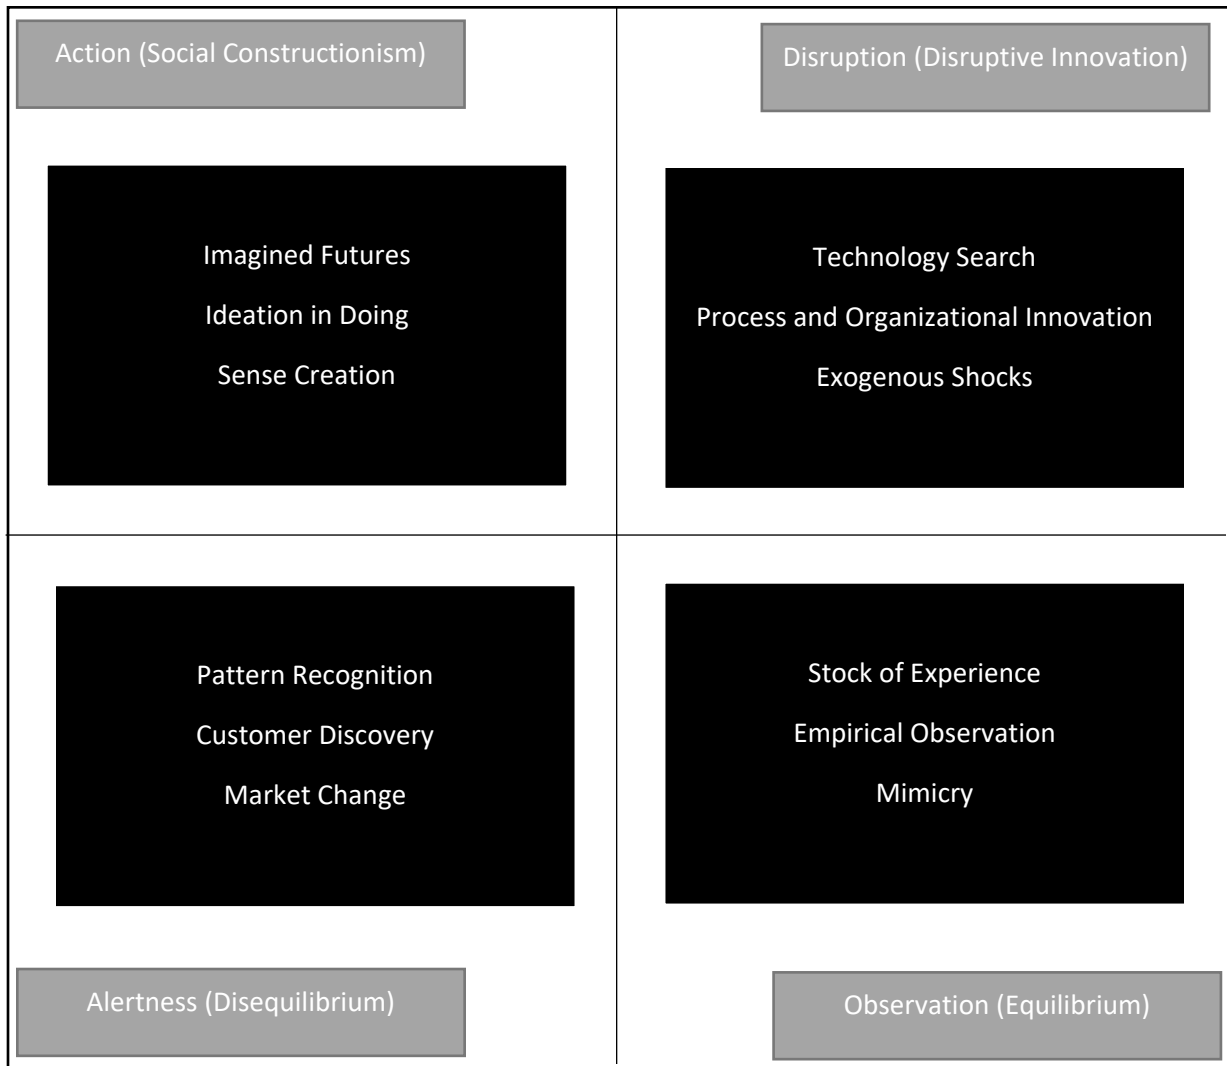 Action (Social Constructionism)
Disruption (Disruptive Innovation)
Imagined Futures
Ideation in Doing
Sense Creation
Technology Search
Process and Organizational Innovation
Exogenous Shocks
Pattern Recognition
Customer Discovery
Market Change
Stock of Experience
Empirical Observation
Mimicry
Alertness (Disequilibrium)
Observation (Equilibrium)